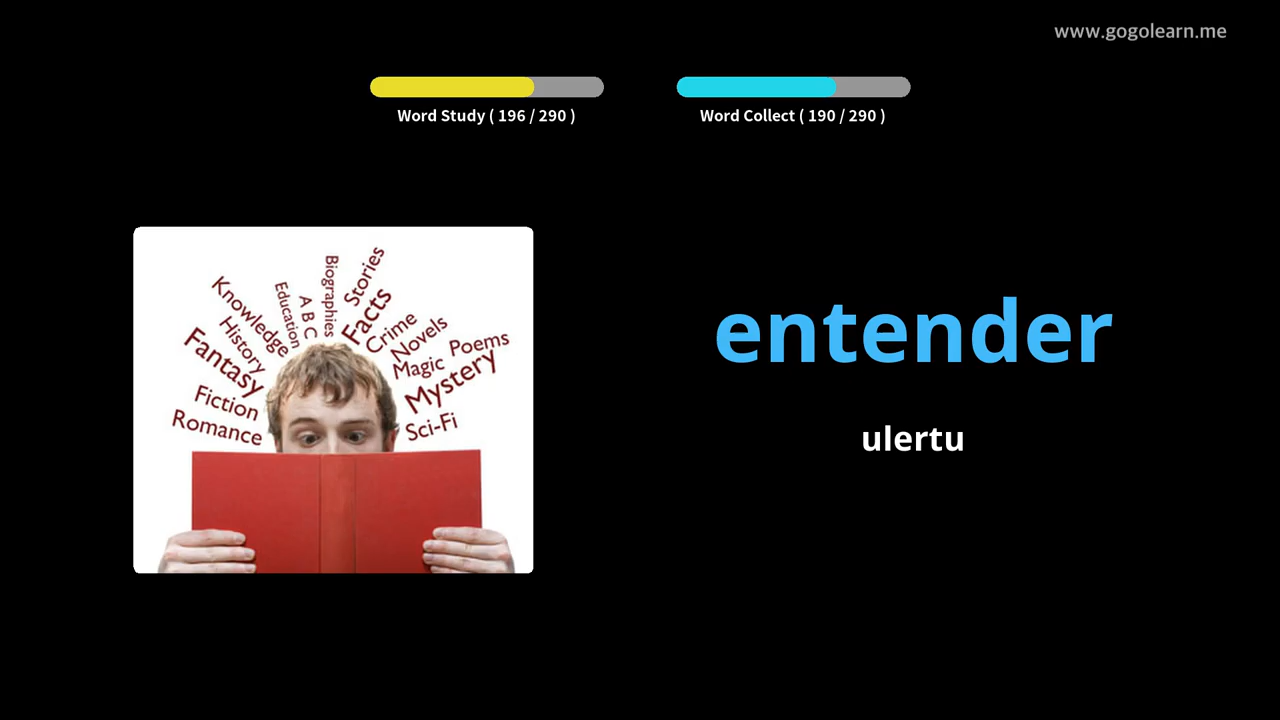 www.gogolearn.me
Word Study ( 196 / 290 )
Word Collect ( 190 / 290 )
Biographies
Stories
Education
A B C
Facts
Knowledge
History
Crime
Novels
Fantasy
Magic
Poems
Mystery
Fiction
Romance
Sci-Fi
entender
ulertu